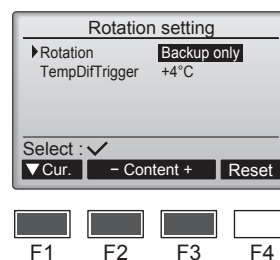 Rotation setting
Rotation Backup only
TempDifTrigger +4°C
Select : ✓
▼Cur. − Content + Reset
F1 F2 F3 F4